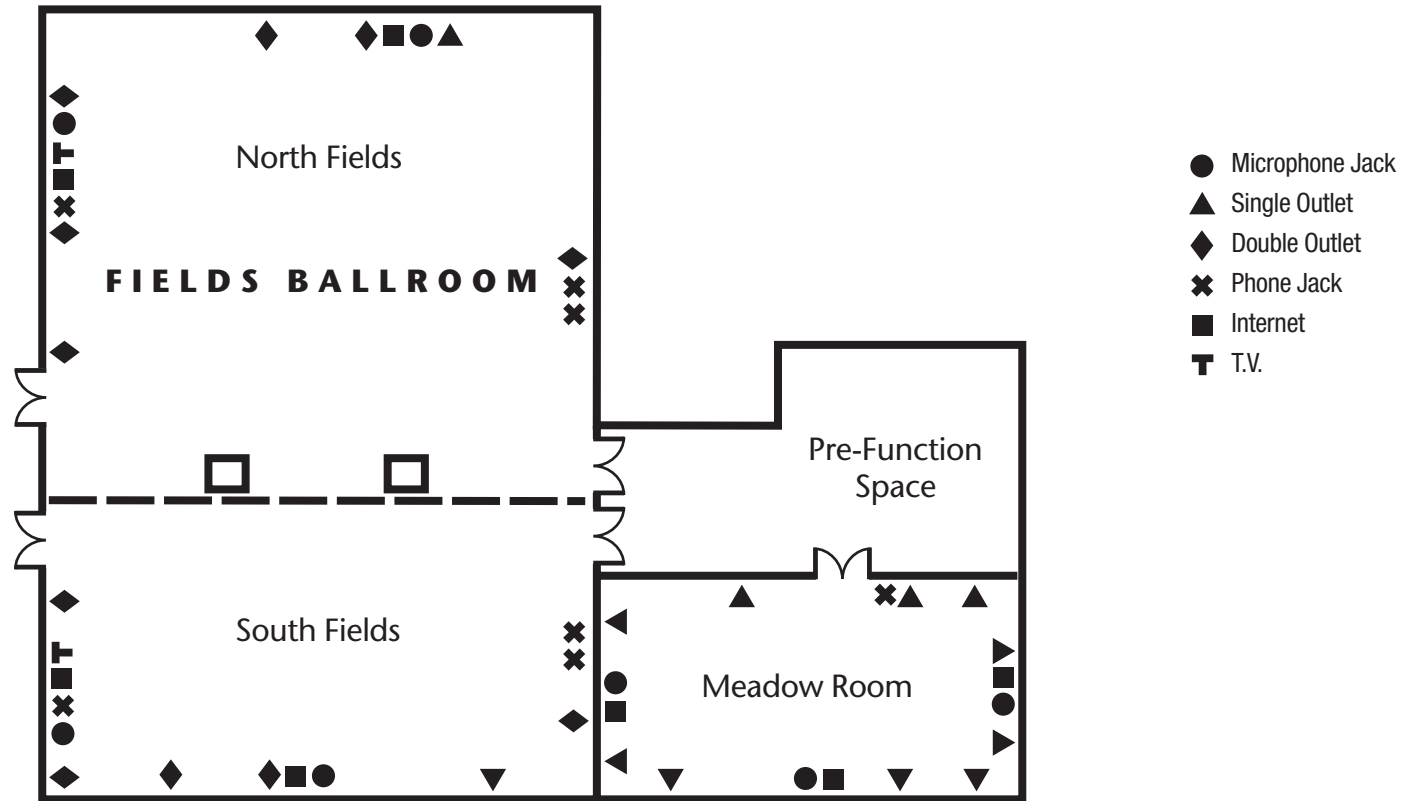 North Fields
FIELDS BALLROOM
Pre-Function
Space
South Fields
Meadow Room
Microphone Jack
Single Outlet
Double Outlet
Phone Jack
Internet
T.V.